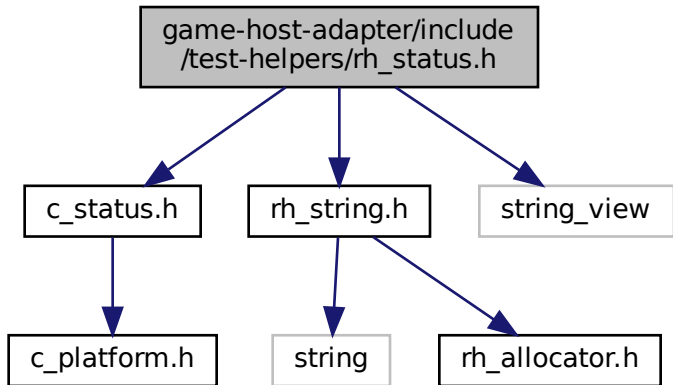 game-host-adapter/include
/test-helpers/rh_status.h
c_status.h
rh_string.h
string_view
c_platform.h
string
rh_allocator.h